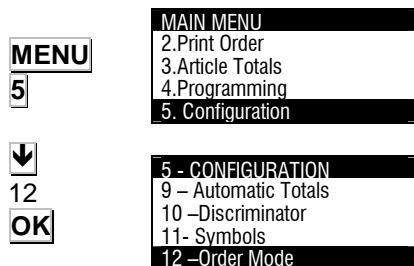 MENU
5
MAIN MENU
2.Print Order
3.Article Totals
4.Programming
5. Configuration
🡻
12
OK
5 - CONFIGURATION
9 – Automatic Totals
10 –Discriminator
11- Symbols
12 –Order Mode